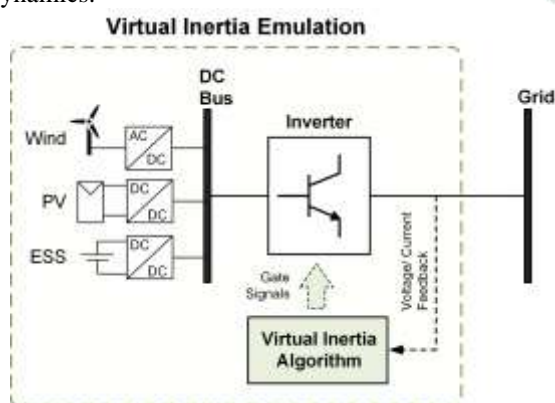 Virtual Inertia Emulation
DC
Bus
Grid
Inverter
Wind
AC
DC
PV
DC
DC
ESS
DC
DC
Gate
Signals
Voltage/ Current
Feedback
Virtual Inertia
Algorithm